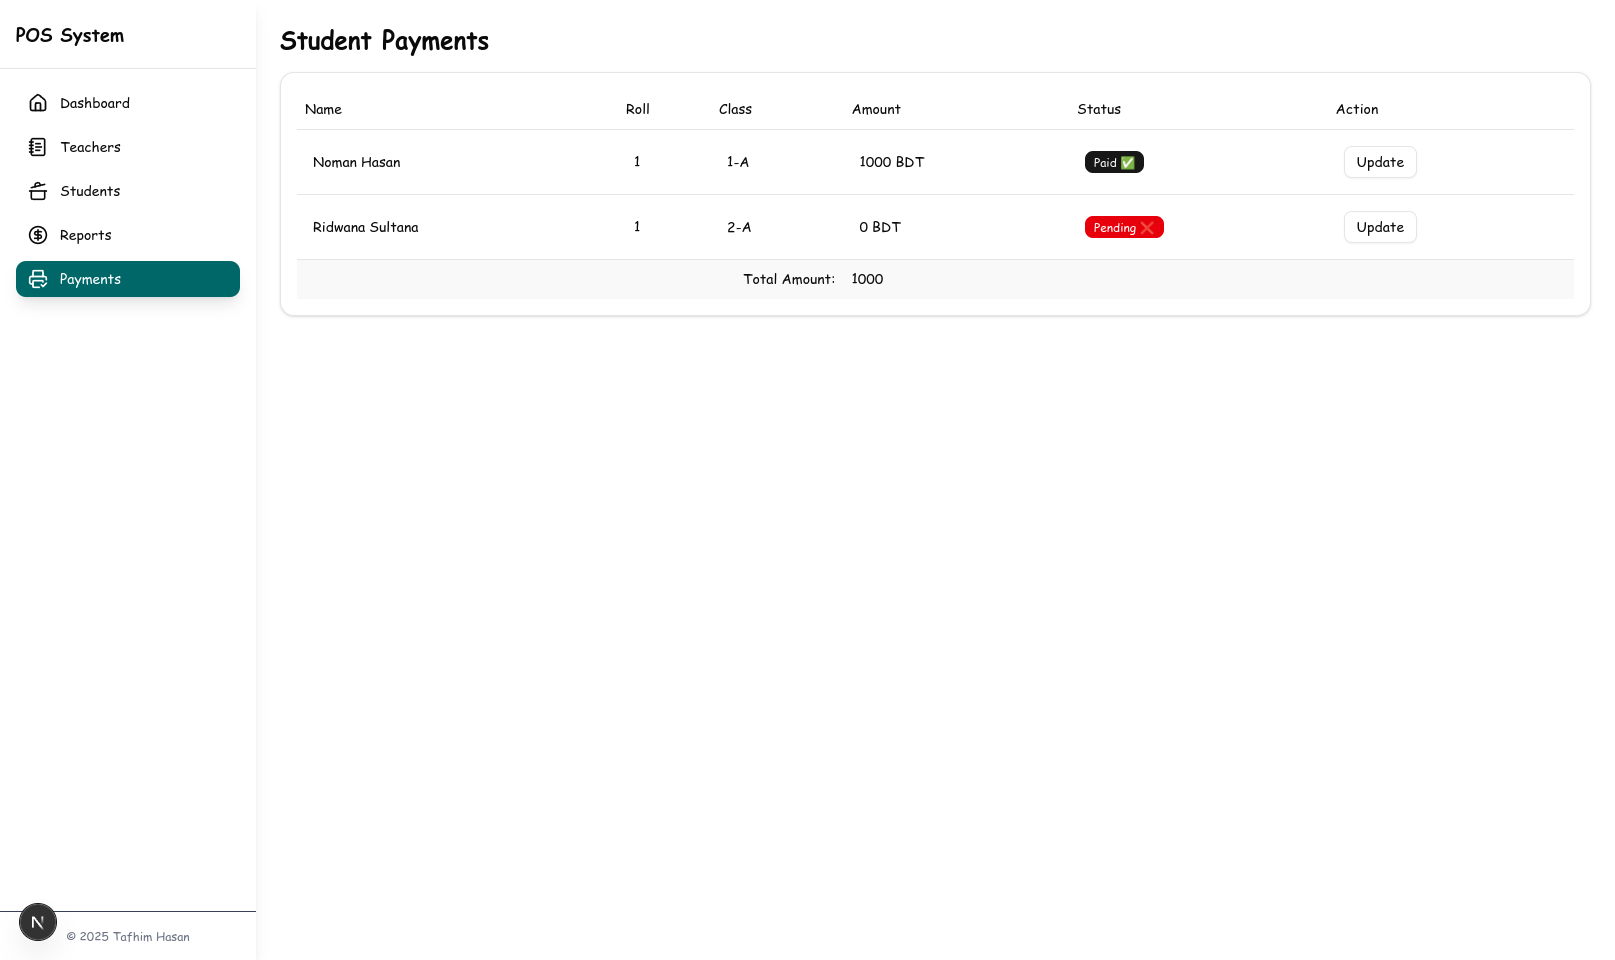 POS System
Dashboard
Teachers
Students
Reports
Payments
N
© 2025 Tafhim Hasan
Student Payments
Name Roll Class Amount Status Action
Noman Hasan 1 1-A 1000 BDT Paid ✅ Update
Ridwana Sultana 1 2-A 0 BDT Pending ❌ Update
Total Amount: 1000